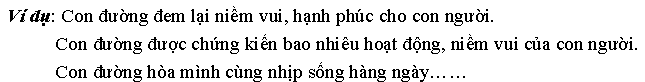 Ví dụ: Con đường đem lại niềm vui, hạnh phúc cho con người.
Con đường được chứng kiến bao nhiêu hoạt động, niềm vui của con người.
Con đường hòa mình cùng nhịp sống hàng ngày……